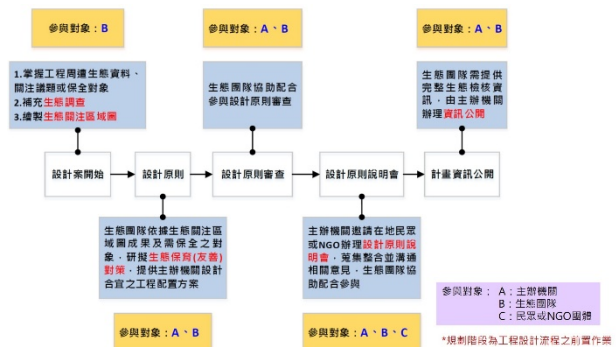 參與對象：B
參與對象：A、B
參與對象：A、B
1.掌握工程周遭生態資料、
關注議題或保全對象
2.補充生態調查
3.繪製生態關注區域圖
生態團隊協助配合
參與設計原則審查
生態團隊需提供
完整生態檢核資
訊，由主辦機關
辦理資訊公開
設計案開始
設計原則
設計原則審查
設計原則說明會
計畫資訊公開
生態團隊依據生態關注區
域圖成果及需保全之對
象，研擬生態保育(友善)
對策，提供主辦機關設計
合宜之工程配置方案
主辦機關邀請在地民眾
或NGO辦理設計原則說
明會，蒐集整合並溝通
相關意見，生態團隊協
助配合參與
參與對象：A、B
參與對象：A、B、C
參與對象： A：主辦機關
B：生態團隊
C：民眾或NGO團體
*規劃階段為工程設計流程之前置作業